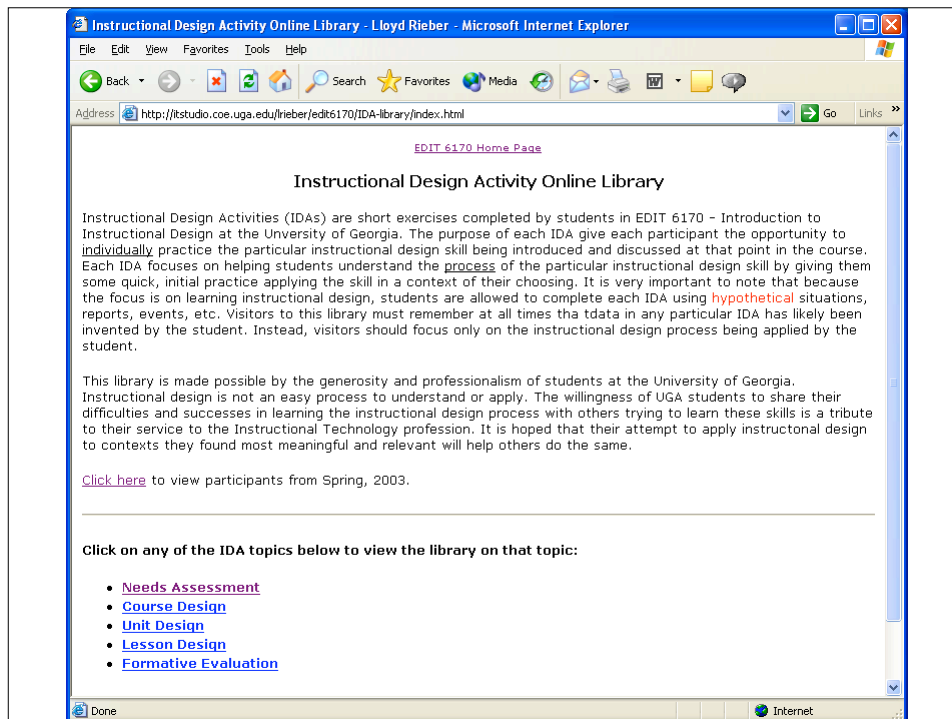 Instructional Design Activity Online Library - Lloyd Rieber - Microsoft Internet Explorer
File Edit View Favorites Tools Help
Back Search Favorites Media
Address http://itstudio.coe.uga.edu/lrieber/edit6170/IDA-library/index.html Go Links »
EDIT 6170 Home Page
Instructional Design Activity Online Library
Instructional Design Activities (IDAs) are short exercises completed by students in EDIT 6170 - Introduction to
Instructional Design at the Unversity of Georgia. The purpose of each IDA give each participant the opportunity to
individually practice the particular instructional design skill being introduced and discussed at that point in the course.
Each IDA focuses on helping students understand the process of the particular instructional design skill by giving them
some quick, initial practice applying the skill in a context of their choosing. It is very important to note that because
the focus is on learning instructional design, students are allowed to complete each IDA using hypothetical situations,
reports, events, etc. Visitors to this library must remember at all times tha tdata in any particular IDA has likely been
invented by the student. Instead, visitors should focus only on the instructional design process being applied by the
student.
This library is made possible by the generosity and professionalism of students at the University of Georgia.
Instructional design is not an easy process to understand or apply. The willingness of UGA students to share their
difficulties and successes in learning the instructional design process with others trying to learn these skills is a tribute
to their service to the Instructional Technology profession. It is hoped that their attempt to apply instructonal design
to contexts they found most meaningful and relevant will help others do the same.
Click here to view participants from Spring, 2003.
Click on any of the IDA topics below to view the library on that topic:
• Needs Assessment
• Course Design
• Unit Design
• Lesson Design
• Formative Evaluation
Done Internet